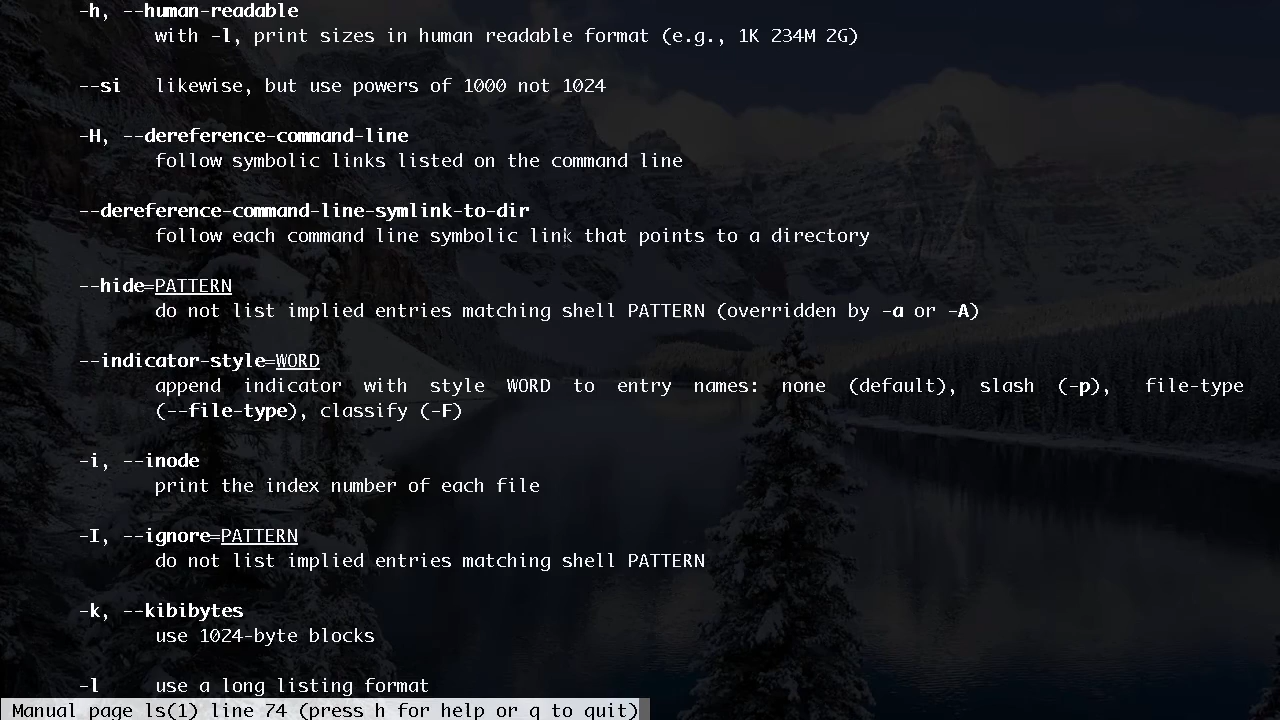 -h, --human-readable
with -l, print sizes in human readable format (e.g., 1K 234M 2G)
--si likewise, but use powers of 1000 not 1024
-H, --dereference-command-line
follow symbolic links listed on the command line
--dereference-command-line-symlink-to-dir
follow each command line symbolic link that points to a directory
--hide=PATTERN
do not list implied entries matching shell PATTERN (overridden by -a or -A)
--indicator-style=WORD
append indicator with style WORD to entry names: none (default), slash (-p), file-type
(--file-type), classify (-F)
-i, --inode
print the index number of each file
-I, --ignore=PATTERN
do not list implied entries matching shell PATTERN
-k, --kibibytes
use 1024-byte blocks
-l use a long listing format
Manual page ls(1) line 74 (press h for help or q to quit)